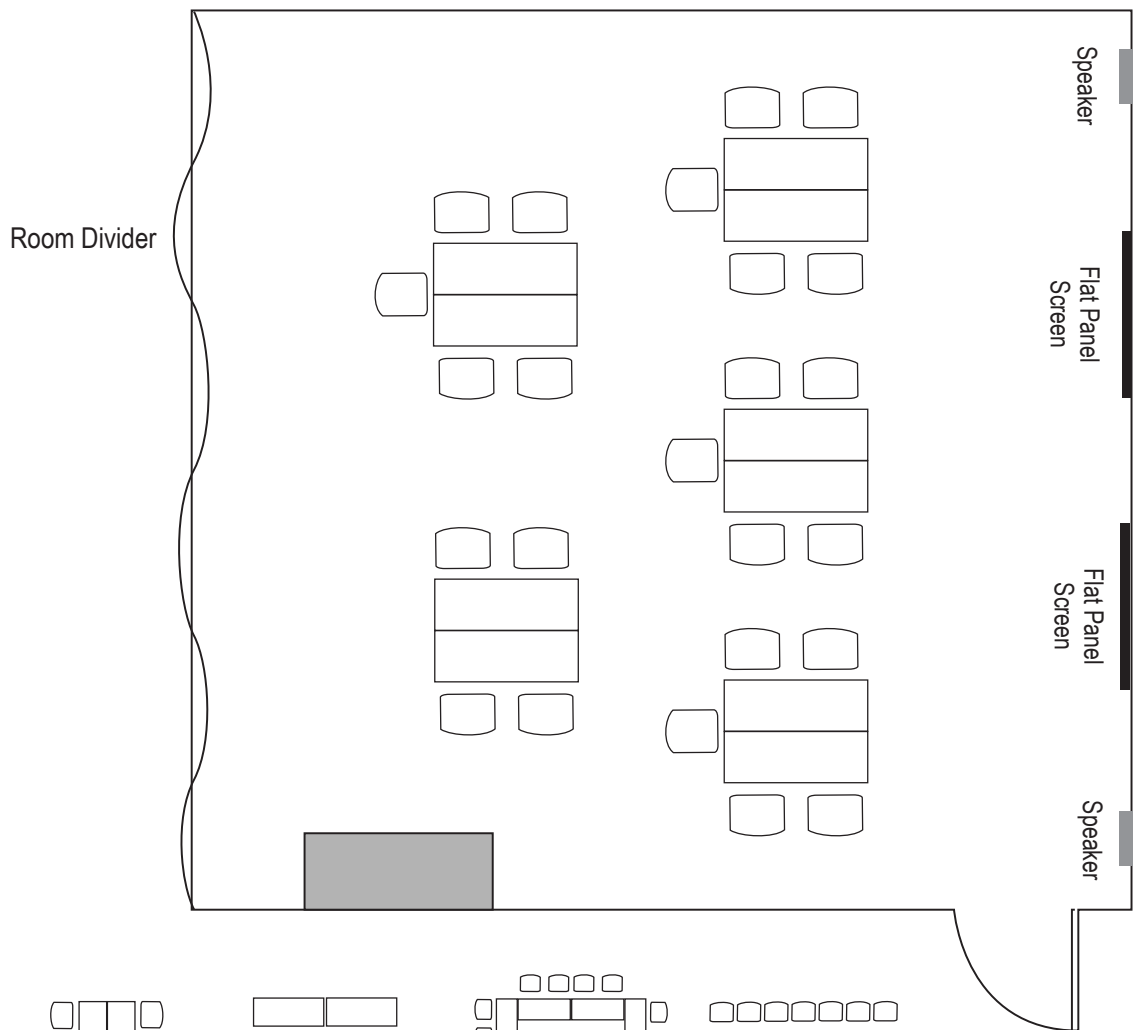 Speaker
Room Divider
Flat Panel
Screen
Flat Panel
Screen
Speaker